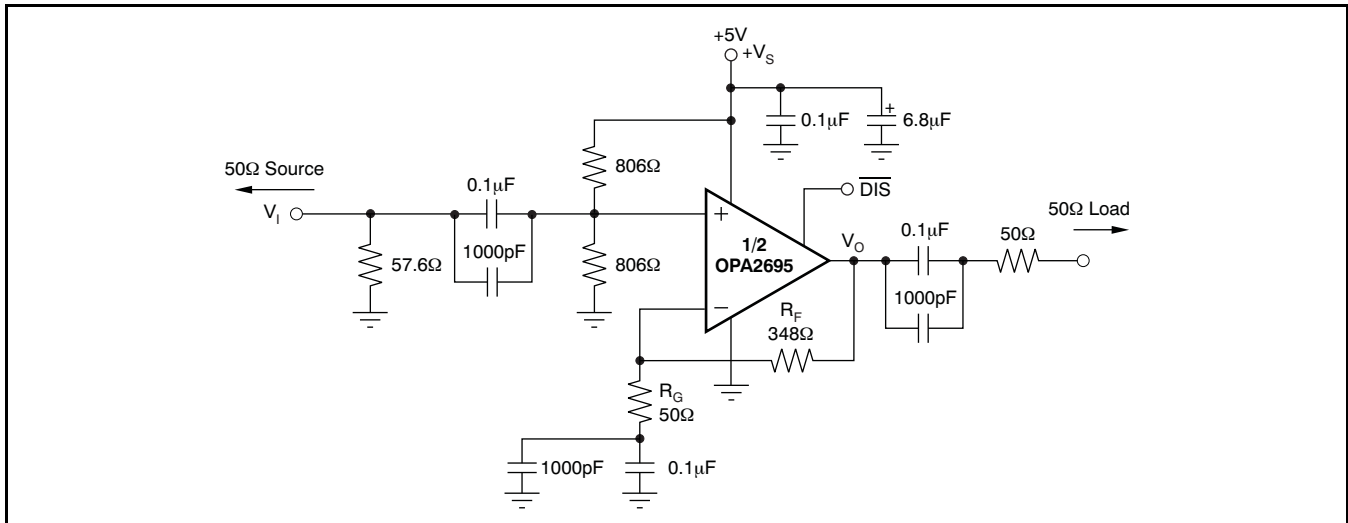 +5V
+V_S
0.1μF
6.8μF
806Ω
50Ω Source
0.1μF
DIS
50Ω Load
V_I
+
1/2
OPA2695
V_O
0.1μF
50Ω
1000pF
57.6Ω
806Ω
1000pF
−
R_F
348Ω
R_G
50Ω
1000pF
0.1μF